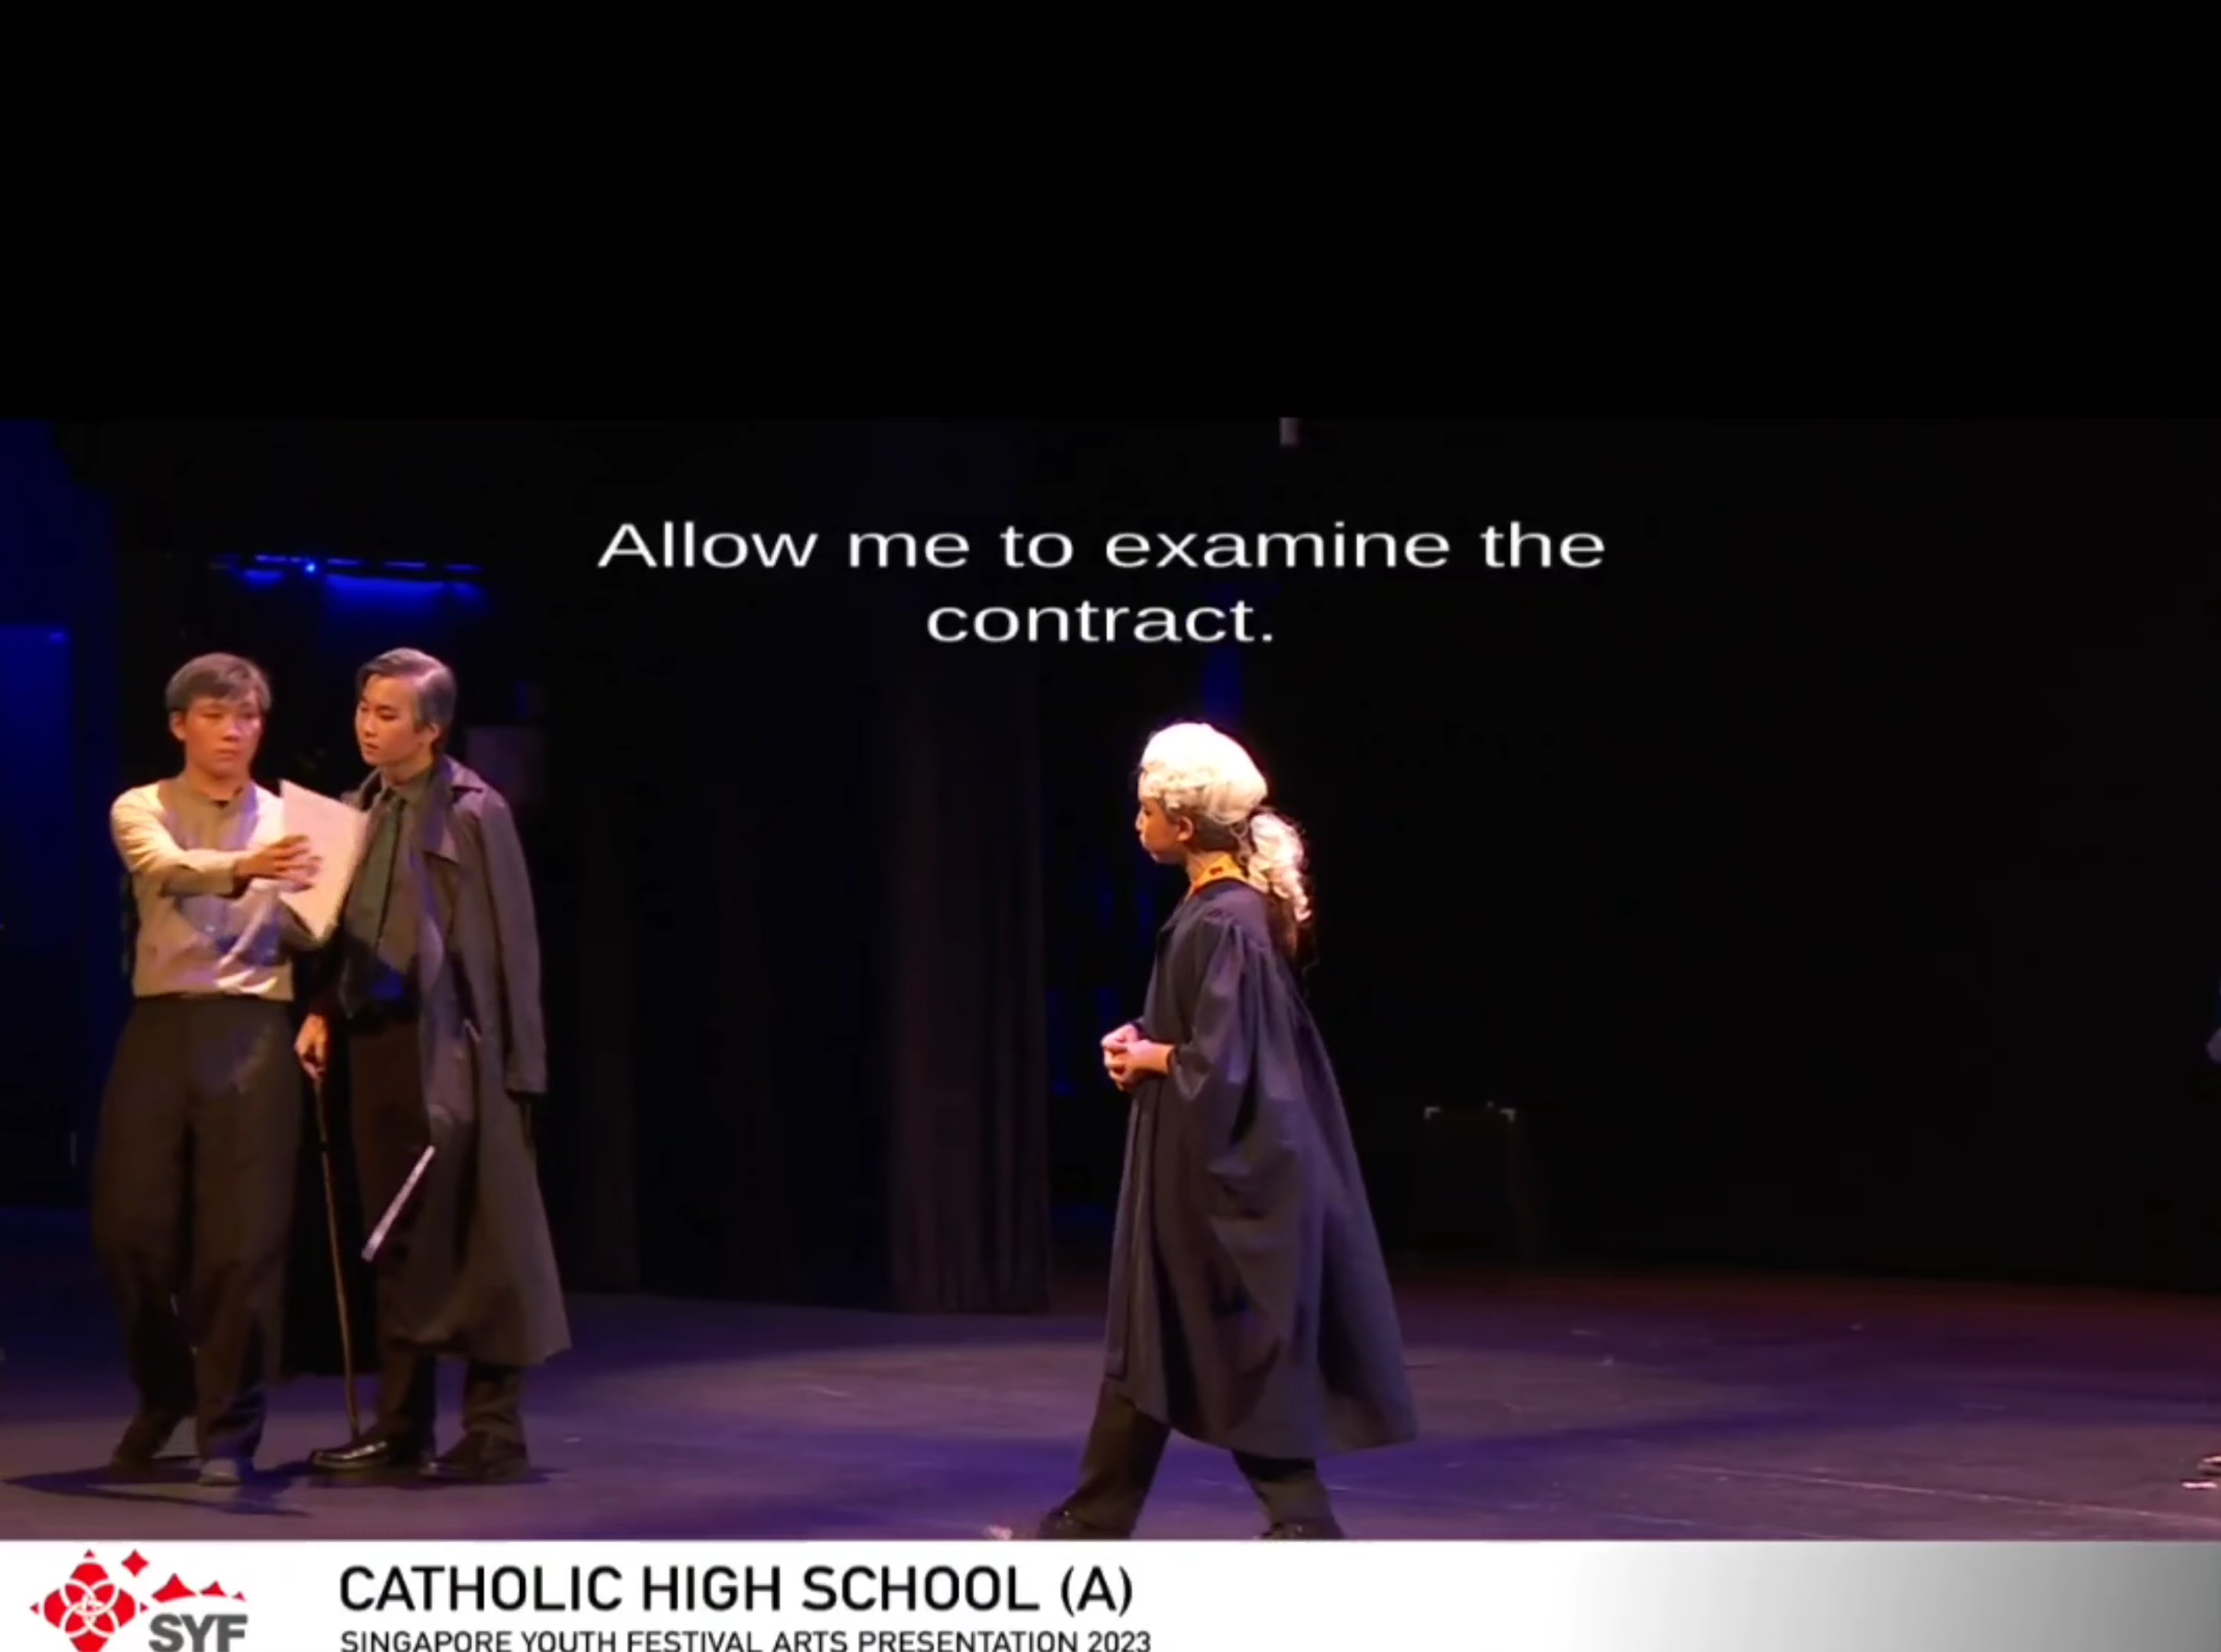 Allow me to examine the
contract.
SYF
CATHOLIC HIGH SCHOOL (A)
SINGAPORE YOUTH FESTIVAL ARTS PRESENTATION 2023